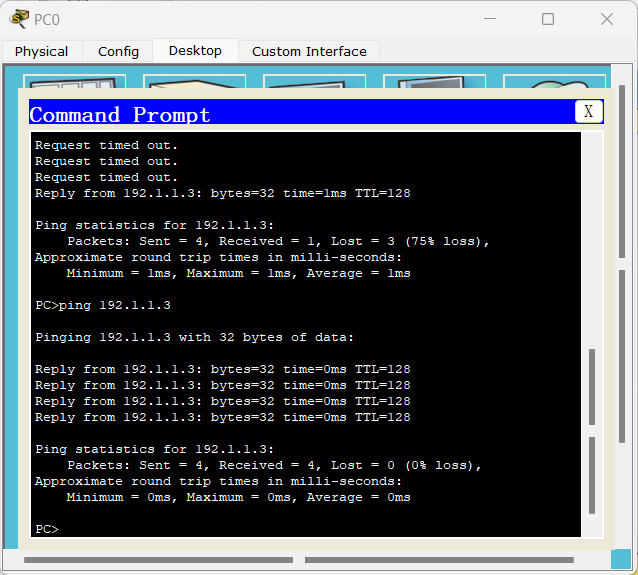 PC0
Physical Config Desktop Custom Interface
Command Prompt X
Request timed out.
Request timed out.
Request timed out.
Reply from 192.1.1.3: bytes=32 time=1ms TTL=128
Ping statistics for 192.1.1.3:
Packets: Sent = 4, Received = 1, Lost = 3 (75% loss),
Approximate round trip times in milli-seconds:
Minimum = 1ms, Maximum = 1ms, Average = 1ms
PC>ping 192.1.1.3
Pinging 192.1.1.3 with 32 bytes of data:
Reply from 192.1.1.3: bytes=32 time=0ms TTL=128
Reply from 192.1.1.3: bytes=32 time=0ms TTL=128
Reply from 192.1.1.3: bytes=32 time=0ms TTL=128
Reply from 192.1.1.3: bytes=32 time=0ms TTL=128
Ping statistics for 192.1.1.3:
Packets: Sent = 4, Received = 4, Lost = 0 (0% loss),
Approximate round trip times in milli-seconds:
Minimum = 0ms, Maximum = 0ms, Average = 0ms
PC>